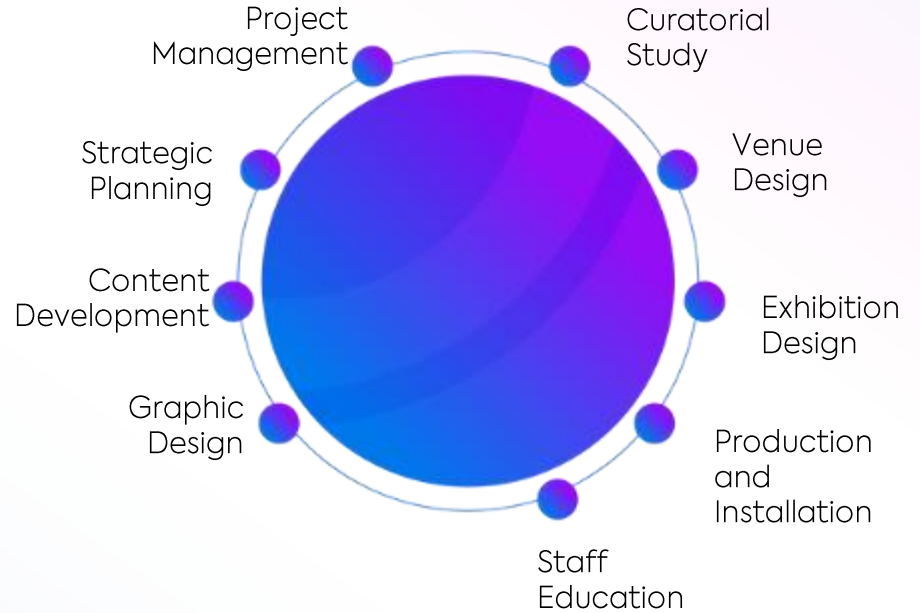 Project
Management
Curatorial
Study
Strategic
Planning
Venue
Design
Content
Development
Exhibition
Design
Graphic
Design
Production
and
Installation
Staff
Education